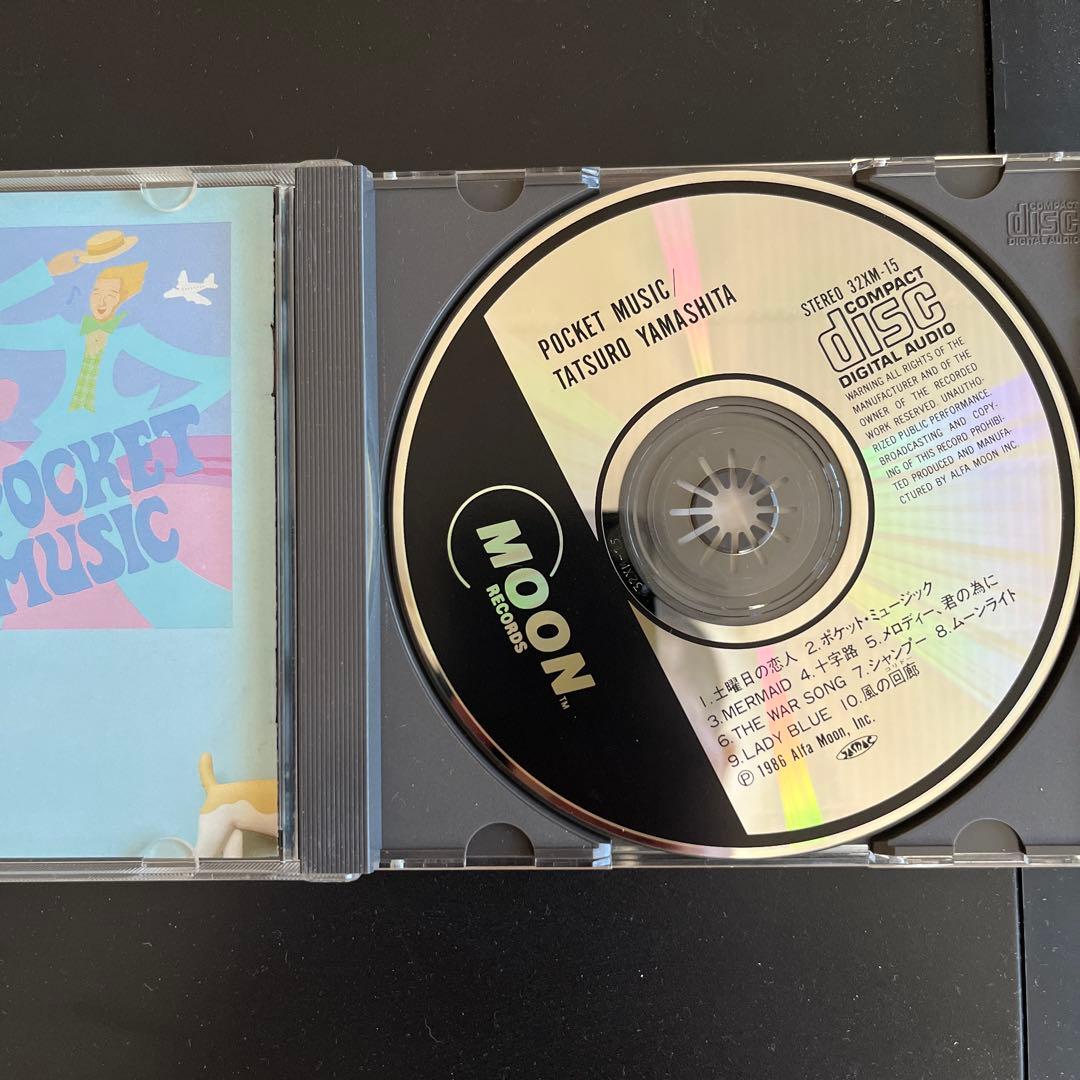 POCKET
MUSIC
POCKET MUSIC/
TATSURO YAMASHITA
STEREO 32XM-15
COMPACT
disc
DIGITAL AUDIO
WARNING ALL RIGHTS OF THE
MANUFACTURER AND OF THE
OWNER OF THE RECORDED
WORK RESERVED. UNAUTHO-
RIZED PUBLIC PERFORMANCE.
BROADCASTING AND COPY-
ING OF THIS RECORD PROHIBI-
TED PRODUCED AND MANUFA-
CTURED BY ALFA MOON INC.
COMPACT
disc
DIGITAL AUDIO
MOON™
RECORDS
1.土曜日の恋人 2.ポケット・ミュージック
3.MERMAID 4.十字路 5.メロディー、君の為に
6.THE WAR SONG 7.シャンプー 8.ムーンライト
コリドー
9.LADY BLUE 10.風の回廊
Ⓟ 1986 Alfa Moon, Inc.
JASRAC